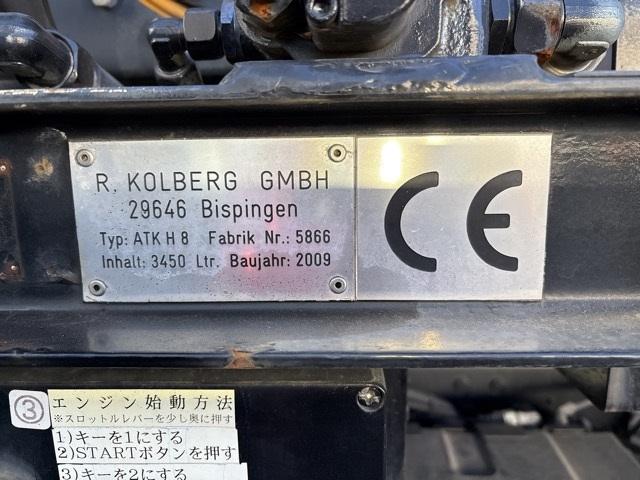 R. KOLBERG GMBH
29646 Bispingen
Typ: ATK H 8 Fabrik Nr.: 5866
Inhalt: 3450 Ltr. Baujahr: 2009
CE
③エンジン始動方法
※スロットルレバーを少し奥に押す
1)キーを1にする
2)STARTボタンを押す
3)キーを2にする